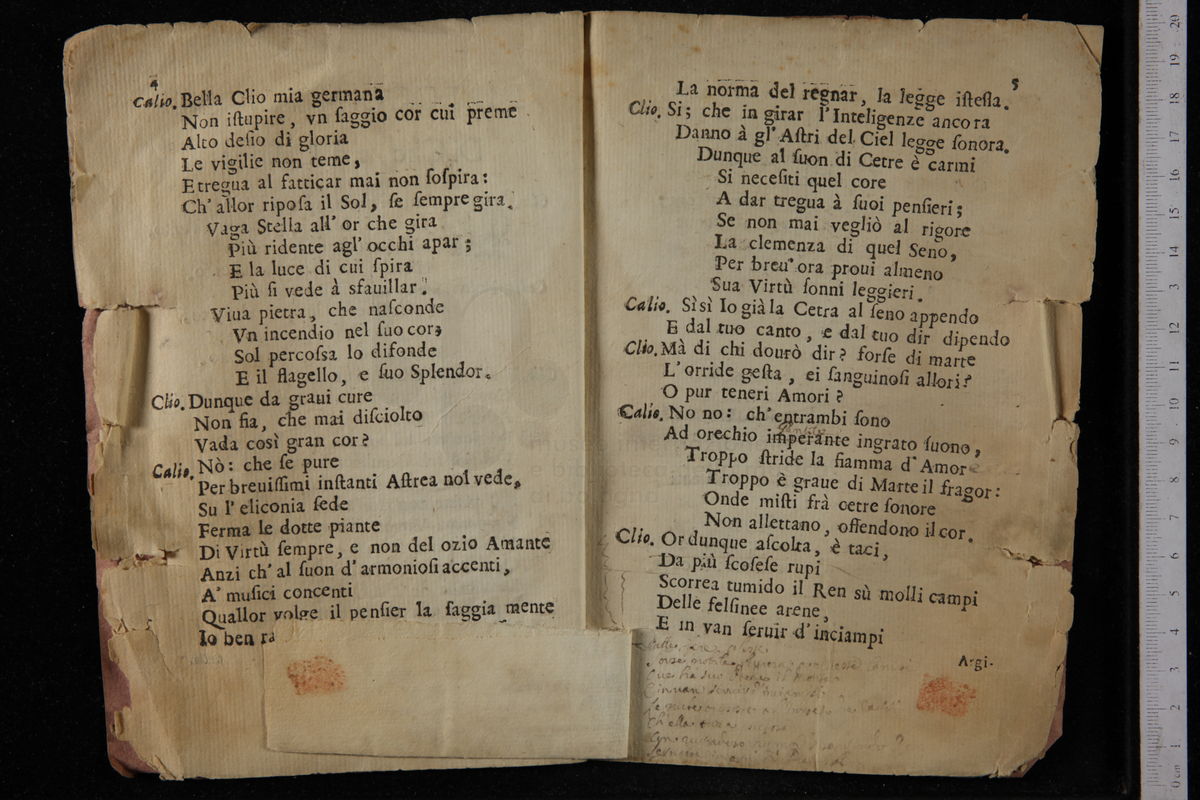 4
Calio. Bella Clio mia germana
Non iſtupire, vn ſaggio cor cui preme
Alto deſio di gloria
Le vigilie non teme,
E tregua al fatticar mai non ſoſpira:
Ch' allor ripoſa il Sol, ſe ſempre gira.
Vaga Stella all' or che gira
Più ridente agl' occhi apar;
E la luce di cui ſpira
Più ſi vede à sfauillar.
Viua pietra, che naſconde
Vn incendio nel ſuo cor,
Sol percoſsa lo difonde
E il flagello, e ſuo Splendor.
Clio. Dunque da graui cure
Non fia, che mai diſciolto
Vada così gran cor?
Calio. Nò: che ſe pure
Per breuiſſimi inſtanti Aſtrea nol vede,
Su l' eliconia ſede
Ferma le dotte piante
Di Virtù ſempre, e non del ozio Amante
Anzi ch' al ſuon d' armonioſi accenti,
A' muſici concenti
Quallor volge il penſier la ſaggia mente
Io ben ra
5
La norma del regnar, la legge iſteſſa.
Clio. Si; che in girar l' Inteligenze ancora
Danno à gl' Aſtri del Ciel legge ſonora.
Dunque al ſuon di Cetre è carmi
Si neceſiti quel core
A dar tregua à ſuoi penſieri;
Se non mai vegliò al rigore
La clemenza di quel Seno,
Per breu' ora proui almeno
Sua Virtù ſonni leggieri.
Calio. Sì sì Io già la Cetra al ſeno appendo
E dal tuo canto, e dal tuo dir dipendo
Clio. Mà di chi dourò dir? forſe di marte
L' orride geſta, ei ſanguinoſi allori?
O pur teneri Amori?
Calio. No no: ch' entrambi ſono
Ad orechio imperante ingrato ſuono,
Troppo ſtride la fiamma d' Amor
Troppo è graue di Marte il fragor:
Onde miſti frà cetre ſonore
Non allettano, offendono il cor.
Clio. Or dunque aſcolta, è taci,
Da più ſcoſeſe rupi
Scorrea tumido il Ren sù molli campi
Delle felſinee arene,
E in van ſeruir d' inciampi
Argi-